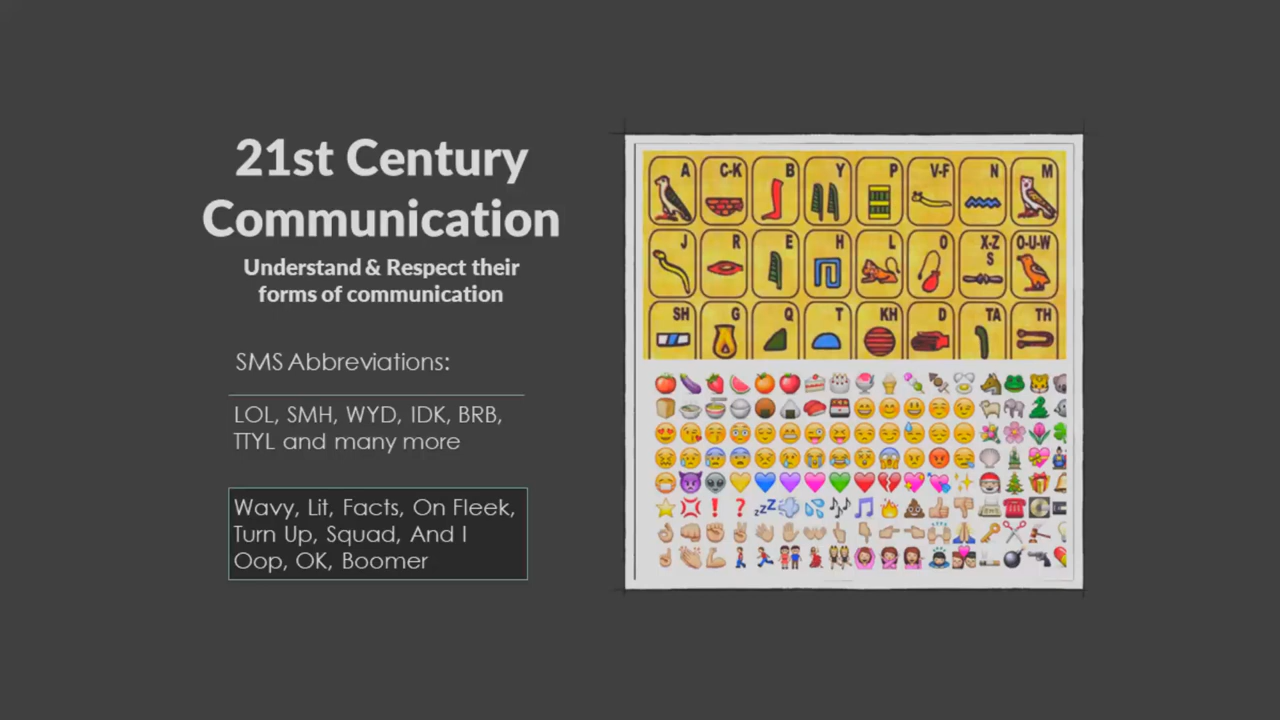 21st Century
Communication
Understand & Respect their
forms of communication
SMS Abbreviations:
LOL, SMH, WYD, IDK, BRB,
TTYL and many more
Wavy, Lit, Facts, On Fleek,
Turn Up, Squad, And I
Oop, OK, Boomer
A C-K B Y P V-F N M
J R E H L O X-Z S O-U-W
SH G Q T KH D TA TH